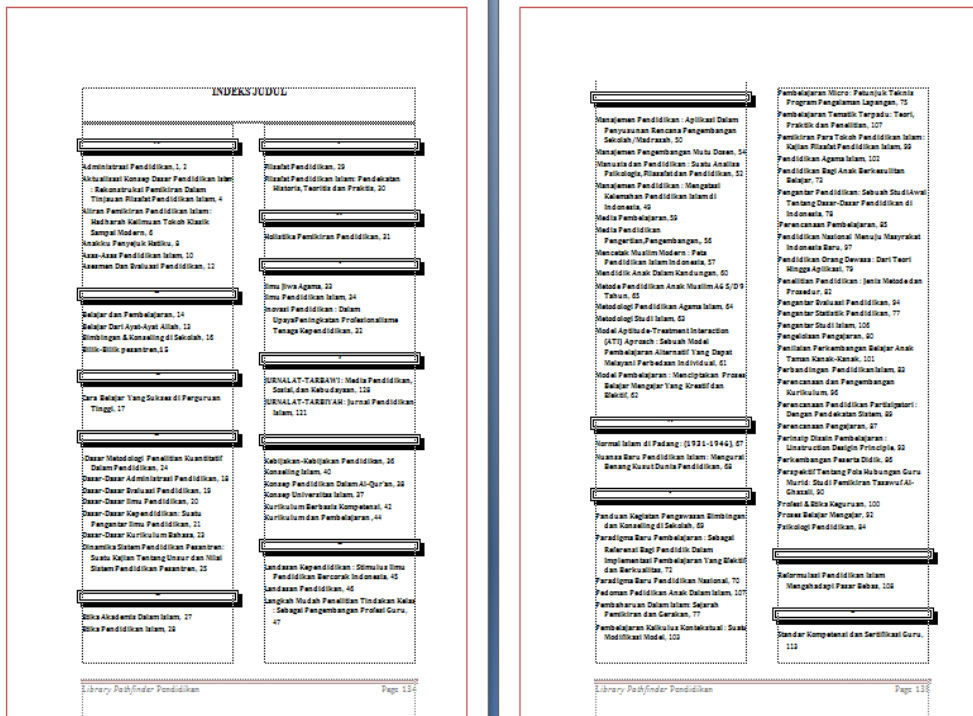 INDEKS JUDUL
Administrasi Pendidikan, 1, 2
Aktualisasi Konsep Dasar Pendidikan Islam
: Rekonstruksi Pemikiran Dalam
Tinjauan Filsafat Pendidikan Islam, 4
Aliran Pemikiran Pendidikan Islam :
Hadharah Keilmuan Tokoh Klasik
Sampai Modern, 6
Anakku Penyejuk Hatiku, 8
Asas-Asas Pendidikan Islam, 10
Asesmen Dan Evaluasi Pendidikan, 12
Belajar dan Pembelajaran, 14
Belajar Dari Ayat-Ayat Allah, 13
Bimbingan & Konseling di Sekolah, 16
Bilik-Bilik pesantren,15
Cara Belajar Yang Sukses di Perguruan
Tinggi, 17
Dasar Metodologi Penelitian Kuantitatif
Dalam Pendidikan, 24
Dasar-Dasar Administrasi Pendidikan, 18
Dasar-Dasar Evaluasi Pendidikan, 19
Dasar-Dasar Ilmu Pendidikan, 20
Dasar-Dasar Kependidikan: Suatu
Pengantar Ilmu Pendidikan, 21
Dasar-Dasar Kurikulum Bahasa, 23
Dinamika Sistem Pendidikan Pesantren:
Suatu Kajian Tentang Unsur dan Nilai
Sistem Pendidikan Pesantren, 25
Etika Akademis Dalam Islam, 27
Etika Pendidikan Islam, 28
Filsafat Pendidikan, 29
Filsafat Pendidikan Islam: Pendekatan
Historis, Teoritis dan Praktis, 30
Holistika Pemikiran Pendidikan, 31
Ilmu Jiwa Agama, 33
Ilmu Pendidikan Islam, 34
Inovasi Pendidikan : Dalam
UpayaPeningkatan Profesionalisme
Tenaga Kependidikan, 32
JURNALAT-TARBAWI : Media Pendidikan,
Sosial, dan Kebudayaan, 128
JURNALAT-TARBIYAH: Jurnal Pendidikan
Islam, 121
Kebijakan-Kebijakan Pendidikan, 36
Konseling Islam, 40
Konsep Pendidikan Dalam Al-Qur'an, 38
Konsep Universitas Islam, 37
Kurikulum Berbasis Kompetensi, 42
Kurikulum dan Pembelajaran, 44
Landasan Kependidikan : Stimulus Ilmu
Pendidikan Bercorak Indonesia, 45
Landasan Pendidikan, 46
Langkah Mudah Penelitian Tindakan Kelas
: Sebagai Pengembangan Profesi Guru,
47
Library Pathfinder Pendidikan
Page 134
Manajemen Pendidikan : Aplikasi Dalam
Penyusunan Rencana Pengembangan
Sekolah/Madrasah, 50
Manajemen Pengembangan Mutu Dosen, 54
Manusia dan Pendidikan : Suatu Analisa
Psikologis, Filasafat dan Pendidikan, 52
Manajemen Pendidikan : Mengatasi
Kelemahan Pendidikan Islam di
Indonesia, 49
Media Pembelajaran,59
Media Pendidikan
Pengertian,Pengembangan,, 56
Mencetak Muslim Modern : Peta
Pendidikan Islam Indonesia, 57
Mendidik Anak Dalam Kandungan, 60
Metode Pendidikan Anak Muslim A6 S/D9
Tahun, 65
Metodologi Pendidikan Agama Islam, 64
Metodologi Studi Islam, 63
Model Aptitude-Treatment Interaction
(ATI) Aproach : Sebuah Model
Pembelajaran Alternatif Yang Dapat
Melayani Perbedaan Individual, 61
Model Pembelajaran : Menciptakan Proses
Belajar Mengajar Yang Kreatif dan
Efektif, 62
Normal Islam di Padang : (1931-1946), 67
Nuansa Baru Pendidikan Islam: Mengurai
Benang Kusut Dunia Pendidikan, 68
Panduan Kegiatan Pengawasan Bimbingan
dan Konseling di Sekolah, 69
Paradigma Baru Pembelajaran : Sebagai
Referensi Bagi Pendidik Dalam
Implementasi Pembelajaran Yang Efektif
dan Berkualitas, 72
Paradigma Baru Pendidikan Nasional, 70
Pedoman Pedidikan Anak Dalam Islam, 107
Pembaharuan Dalam Islam: Sejarah
Pemikiran dan Gerakan, 77
Pembelajaran Kalkulus Kontekstual : Suatu
Modifikasi Model, 103
Pembelajaran Micro : Petunjuk Teknis
Program Pengalaman Lapangan, 75
Pembelajaran Tematik Terpadu : Teori,
Praktik dan Penelitian, 107
Pemikiran Para Tokoh Pendidikan Islam :
Kajian Filsafat Pendidikan Islam, 99
Pendidikan Agama Islam, 102
Pendidikan Bagi Anak Berkesulitan
Belajar, 73
Pengantar Pendidikan: Sebuah Studi Awal
Tentang Dasar-Dasar Pendidikan di
Indonesia, 78
Perencanaan Pembelajaran, 85
Pendidikan Nasional Menuju Masyrakat
Indonesia Baru, 97
Pendidikan Orang Dewasa : Dari Teori
Hingga Aplikasi, 79
Penelitian Pendidikan : Jenis Metode dan
Prosedur, 82
Pengantar Evaluasi Pendidikan, 94
Pengantar Statistik Pendidikan, 77
Pengantar Studi Islam, 106
Pengelolaan Pengajaran, 80
Penilaian Perkembangan Belajar Anak
Taman Kanak-Kanak, 101
Perbandingan Pendidikan Islam, 83
Perencanaan dan Pengembangan
Kurikulum, 96
Perencanaan Pendidikan Partisipatori :
Dengan Pendekatan Sistem, 89
Perencanaan Pengajaran, 87
Perinsip Disain Pembelajaran :
Linstruction Desigin Principle, 93
Perkembangan Peserta Didik, 86
Perspektif Tentang Pola Hubungan Guru
Murid: Studi Pemikiran Tasawuf Al-
Ghazali, 90
Profesi & Etika Keguruan, 100
Proses Belajar Mengajar, 92
Psikologi Pendidikan, 84
Reformulasi Pendidikan Islam
Mengahadapi Pasar Bebas, 108
Standar Kompetensi dan Sertifikasi Guru,
113
Library Pathfinder Pendidikan
Page 135